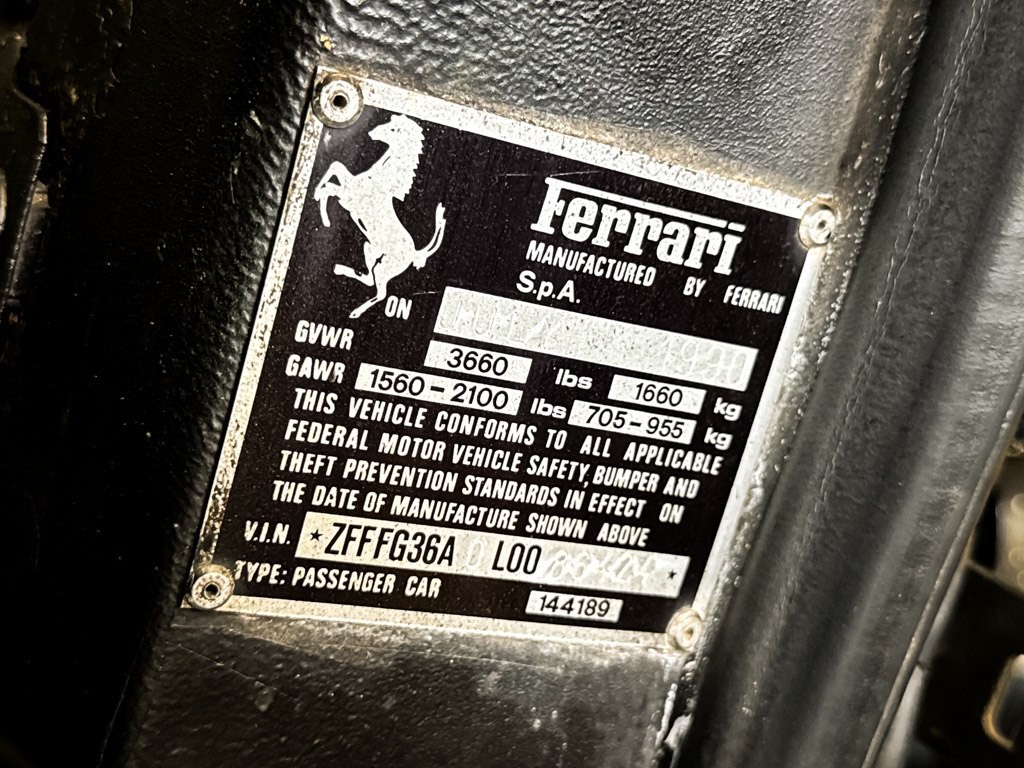 Ferrari
MANUFACTURED BY FERRARI
S.p.A.
ON 1990
GVWR 3660 lbs 1660 kg
GAWR 1560-2100 lbs 705-955 kg
THIS VEHICLE CONFORMS TO ALL APPLICABLE
FEDERAL MOTOR VEHICLE SAFETY, BUMPER AND
THEFT PREVENTION STANDARDS IN EFFECT ON
THE DATE OF MANUFACTURE SHOWN ABOVE
V.I.N. *ZFFFG36A L00 *
TYPE: PASSENGER CAR 144189